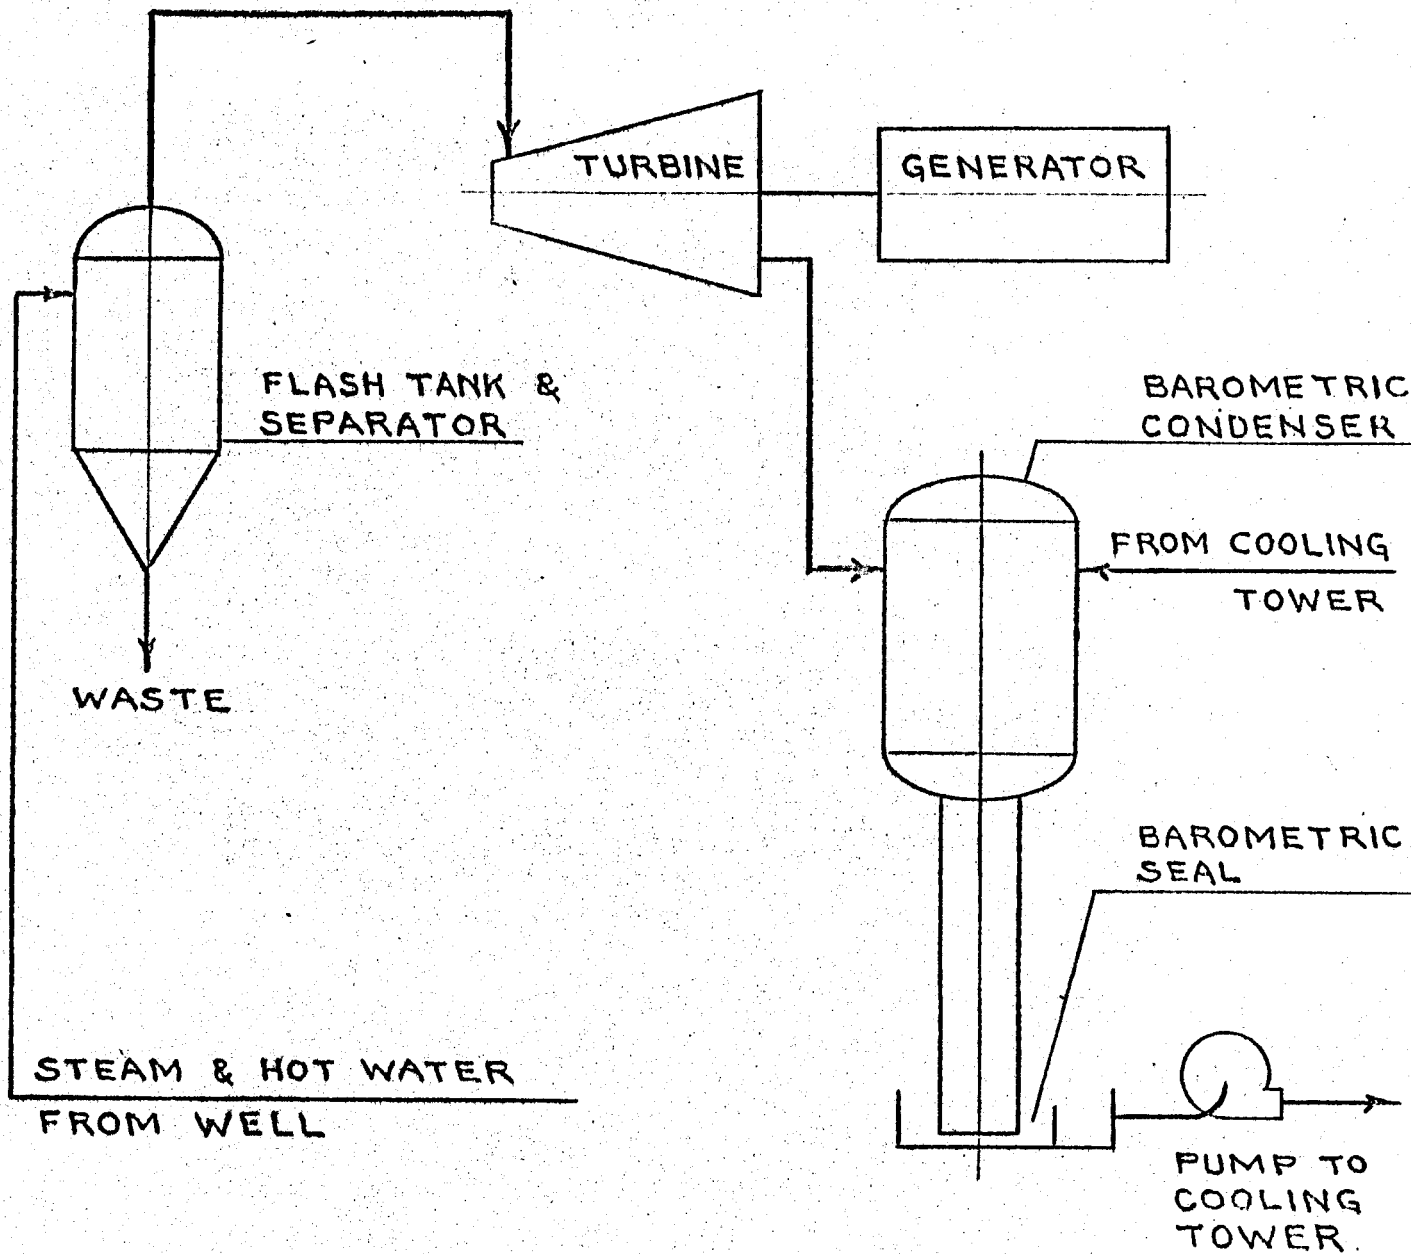 TURBINE
GENERATOR
FLASH TANK &
SEPARATOR
BAROMETRIC
CONDENSER
FROM COOLING
TOWER
WASTE
BAROMETRIC
SEAL
STEAM & HOT WATER
FROM WELL
PUMP TO
COOLING
TOWER.